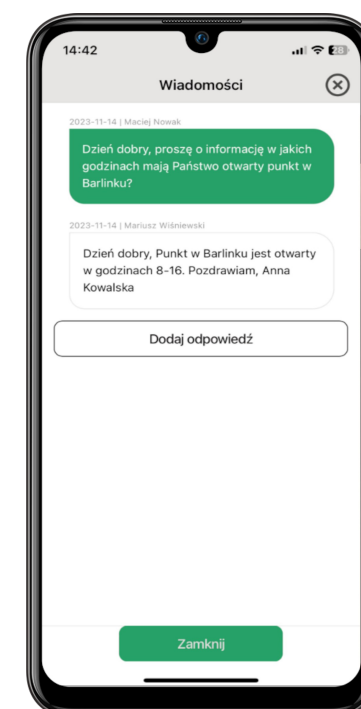 14:42
28
Wiadomości
2023-11-14 | Maciej Nowak
Dzień dobry, proszę o informację w jakich
godzinach mają Państwo otwarty punkt w
Barlinku?
2023-11-14 | Mariusz Wiśniewski
Dzień dobry, Punkt w Barlinku jest otwarty
w godzinach 8-16. Pozdrawiam, Anna
Kowalska
Dodaj odpowiedź
Zamknij